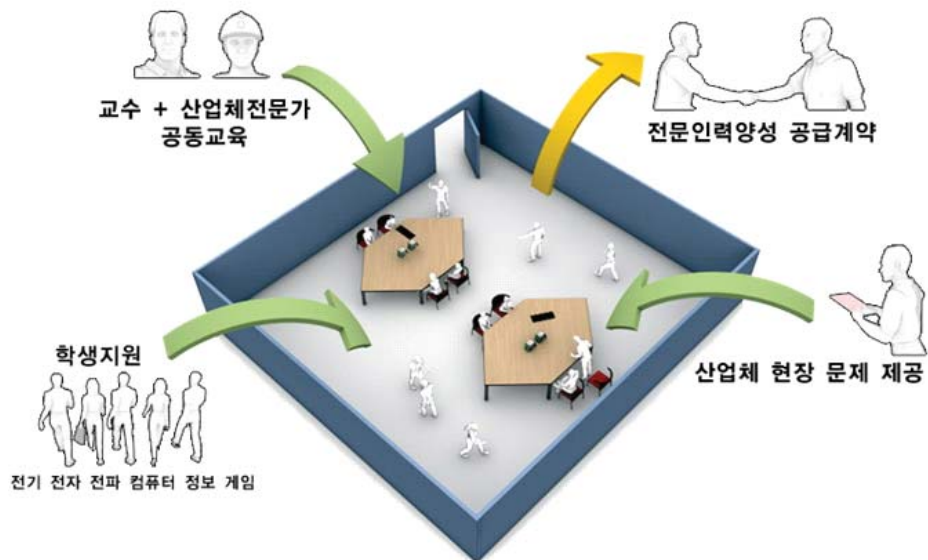 교수 + 산업체전문가
공동교육
전문인력양성 공급계약
학생지원
산업체 현장 문제 제공
전기 전자 전파 컴퓨터 정보 게임